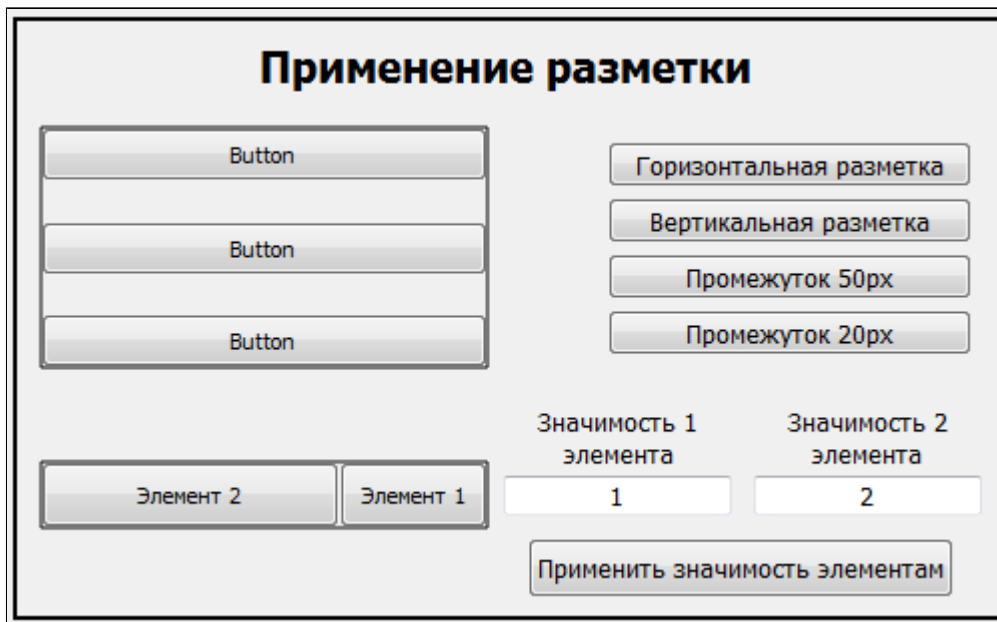 Применение разметки
Button
Button
Button
Горизонтальная разметка
Вертикальная разметка
Промежуток 50px
Промежуток 20px
Элемент 2
Элемент 1
Значимость 1
элемента
1
Значимость 2
элемента
2
Применить значимость элементам